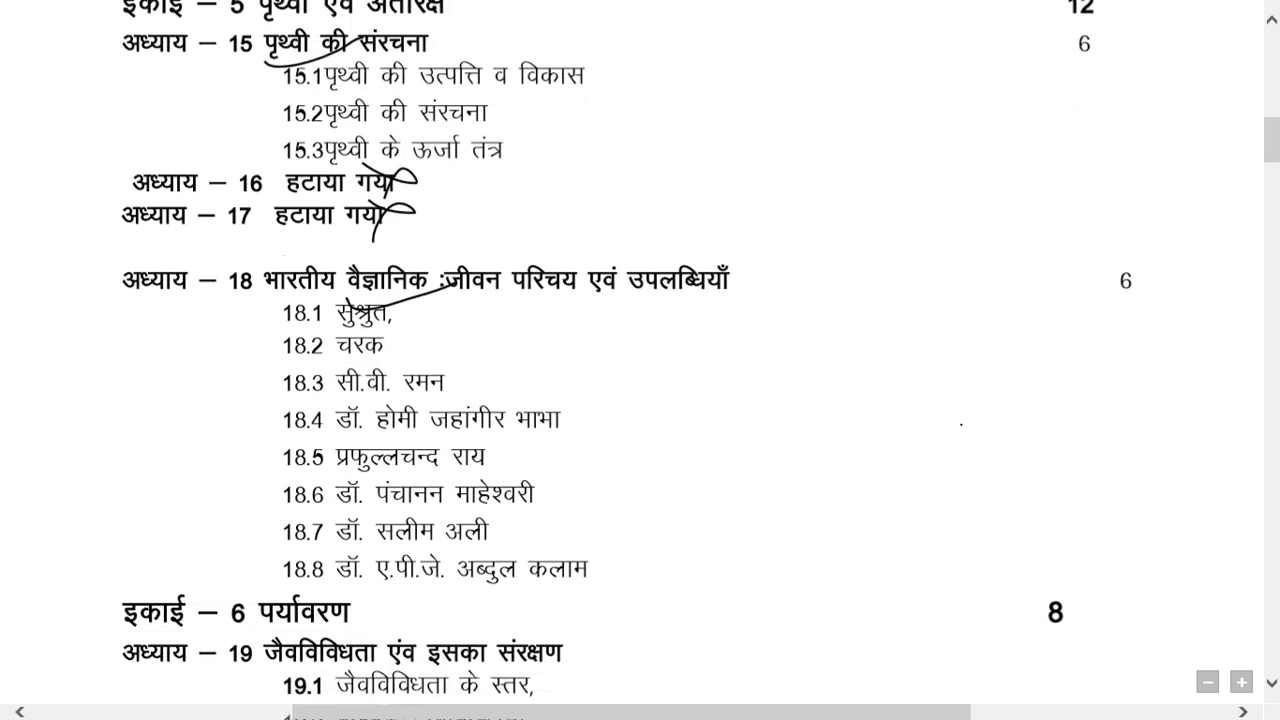 इकाई – 5 पृथ्वी एवं अंतरिक्ष 12
अध्याय – 15 पृथ्वी की संरचना 6
15.1पृथ्वी की उत्पत्ति व विकास
15.2पृथ्वी की संरचना
15.3पृथ्वी के ऊर्जा तंत्र
अध्याय – 16 हटाया गया
अध्याय – 17 हटाया गया
अध्याय – 18 भारतीय वैज्ञानिक :जीवन परिचय एवं उपलब्धियाँ 6
18.1 सुश्रुत,
18.2 चरक
18.3 सी.वी. रमन
18.4 डॉ. होमी जहांगीर भाभा
18.5 प्रफुल्लचन्द राय
18.6 डॉ. पंचानन माहेश्वरी
18.7 डॉ. सलीम अली
18.8 डॉ. ए.पी.जे. अब्दुल कलाम
इकाई – 6 पर्यावरण 8
अध्याय – 19 जैवविविधता एंव इसका संरक्षण
19.1 जैवविविधता के स्तर,